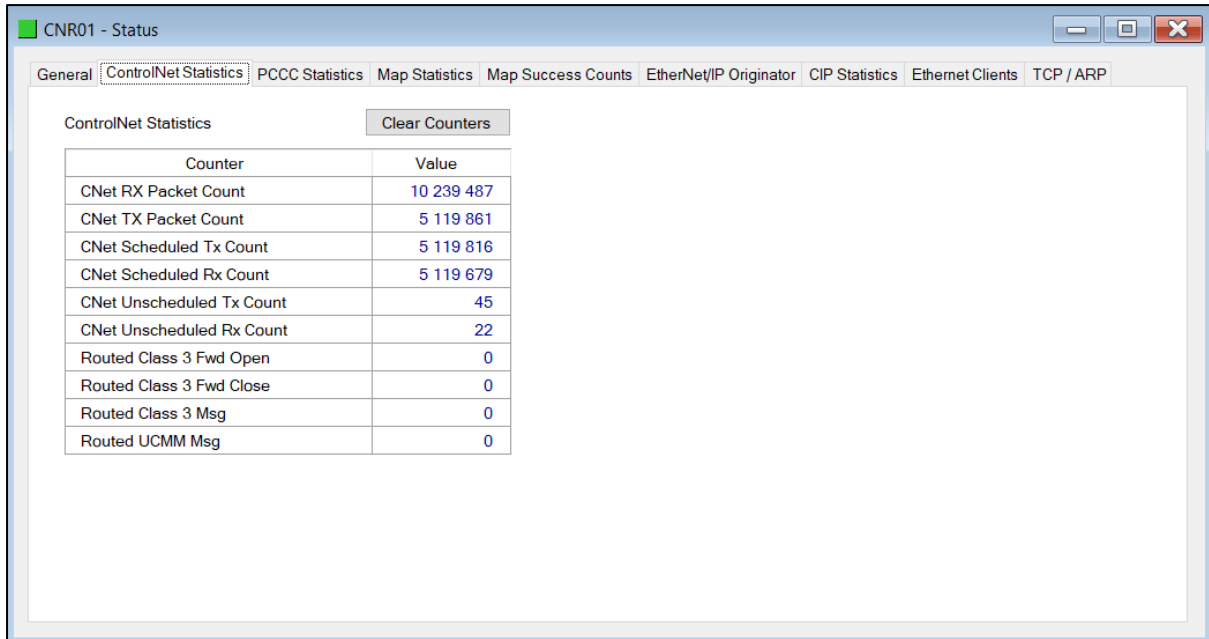 CNR01 - Status
General ControlNet Statistics PCCC Statistics Map Statistics Map Success Counts EtherNet/IP Originator CIP Statistics Ethernet Clients TCP / ARP
ControlNet Statistics Clear Counters
Counter Value
CNet RX Packet Count 10 239 487
CNet TX Packet Count 5 119 861
CNet Scheduled Tx Count 5 119 816
CNet Scheduled Rx Count 5 119 679
CNet Unscheduled Tx Count 45
CNet Unscheduled Rx Count 22
Routed Class 3 Fwd Open 0
Routed Class 3 Fwd Close 0
Routed Class 3 Msg 0
Routed UCMM Msg 0